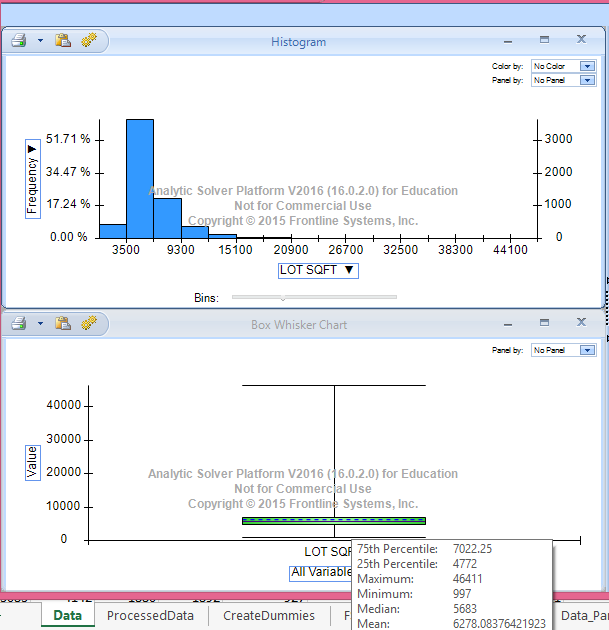 Histogram
Color by: No Color
Panel by: No Panel
51.71 % 3000
34.47 % 2000
17.24 % 1000
0.00 % 0
Frequency ▼
Analytic Solver Platform V2016 (16.0.2.0) for Education
Not for Commercial Use
Copyright © 2015 Frontline Systems, Inc.
3500 9300 15100 20900 26700 32500 38300 44100
LOT SQFT ▼
Bins:
Box Whisker Chart
Panel by: No Panel
40000
30000
20000
10000
0
Value
Analytic Solver Platform V2016 (16.0.2.0) for Education
Not for Commercial Use
Copyright © 2015 Frontline Systems, Inc.
LOT SQF
All Variable
75th Percentile: 7022.25
25th Percentile: 4772
Maximum: 46411
Minimum: 997
Median: 5683
Mean: 6278.08376421923
Data ProcessedData CreateDummies F Data_Par